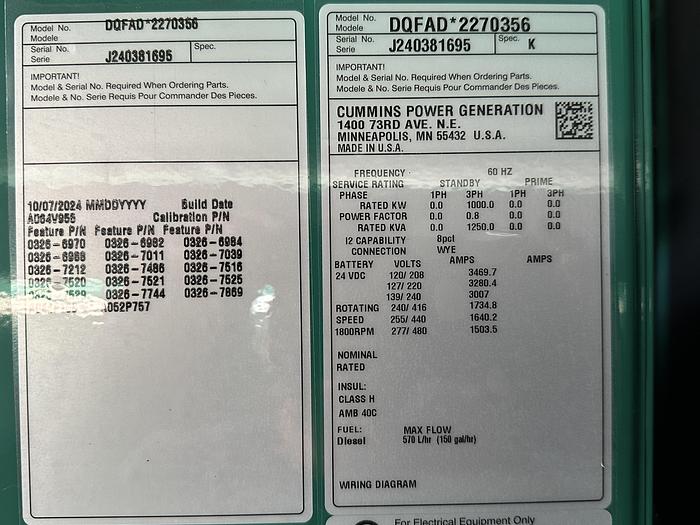 Model No. DQFAD*2270356
Modele
Serial No. J240381695 Spec.
Serie
IMPORTANT!
Model & Serial No. Required When Ordering Parts.
Modele & No. Serie Requis Pour Commander Des Pieces.
10/07/2024 MMDDYYYY Build Date
A064V955 Calibration P/N
Feature P/N Feature P/N Feature P/N
0326-6970 0326-6982 0326-6984
0326-6988 0326-7011 0326-7039
0326-7212 0326-7486 0326-7516
0326-7520 0326-7521 0326-7525
0326-7744 0326-7869
A052P757
Model No. DQFAD*2270356
Modele
Serial No. J240381695 Spec. K
Serie
IMPORTANT!
Model & Serial No. Required When Ordering Parts.
Modele & No. Serie Requis Pour Commander Des Pieces.
CUMMINS POWER GENERATION
1400 73RD AVE. N.E.
MINNEAPOLIS, MN 55432 U.S.A.
MADE IN U.S.A.
FREQUENCY 60 HZ
SERVICE RATING STANDBY PRIME
PHASE 1PH 3PH 1PH 3PH
RATED KW 0.0 1000.0 0.0 0.0
POWER FACTOR 0.0 0.8 0.0 0.0
RATED KVA 0.0 1250.0 0.0 0.0
I2 CAPABILITY 8pct
CONNECTION WYE
BATTERY VOLTS AMPS AMPS
24 VDC 120/ 208 3469.7
127/ 220 3280.4
139/ 240 3007
ROTATING 240/ 416 1734.8
SPEED 255/ 440 1640.2
1800RPM 277/ 480 1503.5
NOMINAL
RATED
INSUL:
CLASS H
AMB 40C
FUEL: MAX FLOW
Diesel 570 L/hr (150 gal/hr)
WIRING DIAGRAM
For Electrical Equipment Only